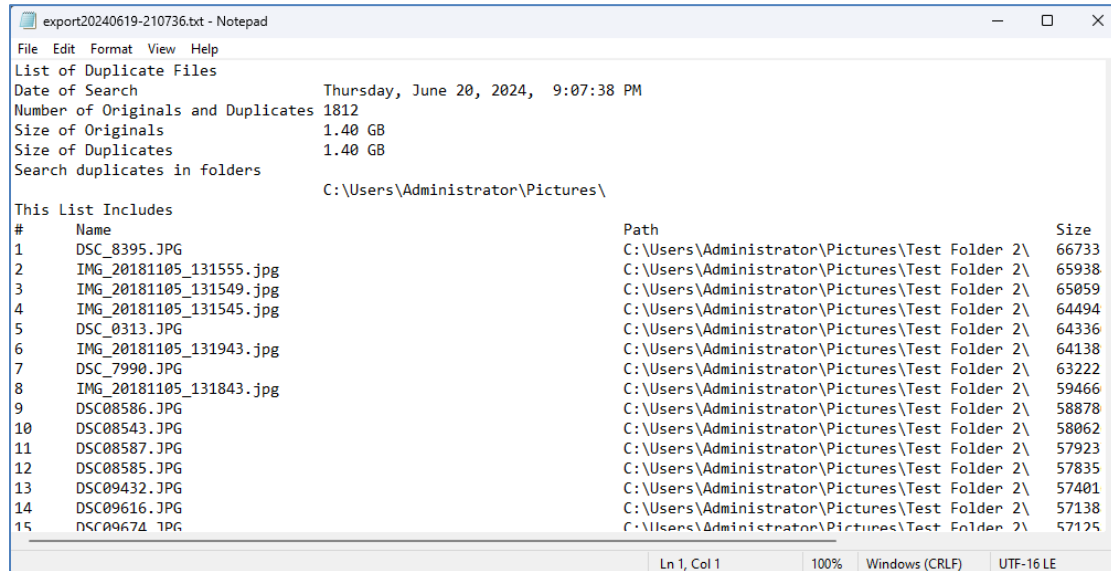 export20240619-210736.txt - Notepad
File Edit Format View Help
List of Duplicate Files
Date of Search Thursday, June 20, 2024, 9:07:38 PM
Number of Originals and Duplicates 1812
Size of Originals 1.40 GB
Size of Duplicates 1.40 GB
Search duplicates in folders
C:\Users\Administrator\Pictures\
This List Includes
# Name Path Size
1 DSC_8395.JPG C:\Users\Administrator\Pictures\Test Folder 2\ 66733
2 IMG_20181105_131555.jpg C:\Users\Administrator\Pictures\Test Folder 2\ 65938
3 IMG_20181105_131549.jpg C:\Users\Administrator\Pictures\Test Folder 2\ 65059
4 IMG_20181105_131545.jpg C:\Users\Administrator\Pictures\Test Folder 2\ 64494
5 DSC_0313.JPG C:\Users\Administrator\Pictures\Test Folder 2\ 64336
6 IMG_20181105_131943.jpg C:\Users\Administrator\Pictures\Test Folder 2\ 64138
7 DSC_7990.JPG C:\Users\Administrator\Pictures\Test Folder 2\ 63222
8 IMG_20181105_131843.jpg C:\Users\Administrator\Pictures\Test Folder 2\ 59466
9 DSC08586.JPG C:\Users\Administrator\Pictures\Test Folder 2\ 58878
10 DSC08543.JPG C:\Users\Administrator\Pictures\Test Folder 2\ 58062
11 DSC08587.JPG C:\Users\Administrator\Pictures\Test Folder 2\ 57923
12 DSC08585.JPG C:\Users\Administrator\Pictures\Test Folder 2\ 57835
13 DSC09432.JPG C:\Users\Administrator\Pictures\Test Folder 2\ 57401
14 DSC09616.JPG C:\Users\Administrator\Pictures\Test Folder 2\ 57138
15 DSC09674.JPG C:\Users\Administrator\Pictures\Test Folder 2\ 57125
Ln 1, Col 1 100% Windows (CRLF) UTF-16 LE